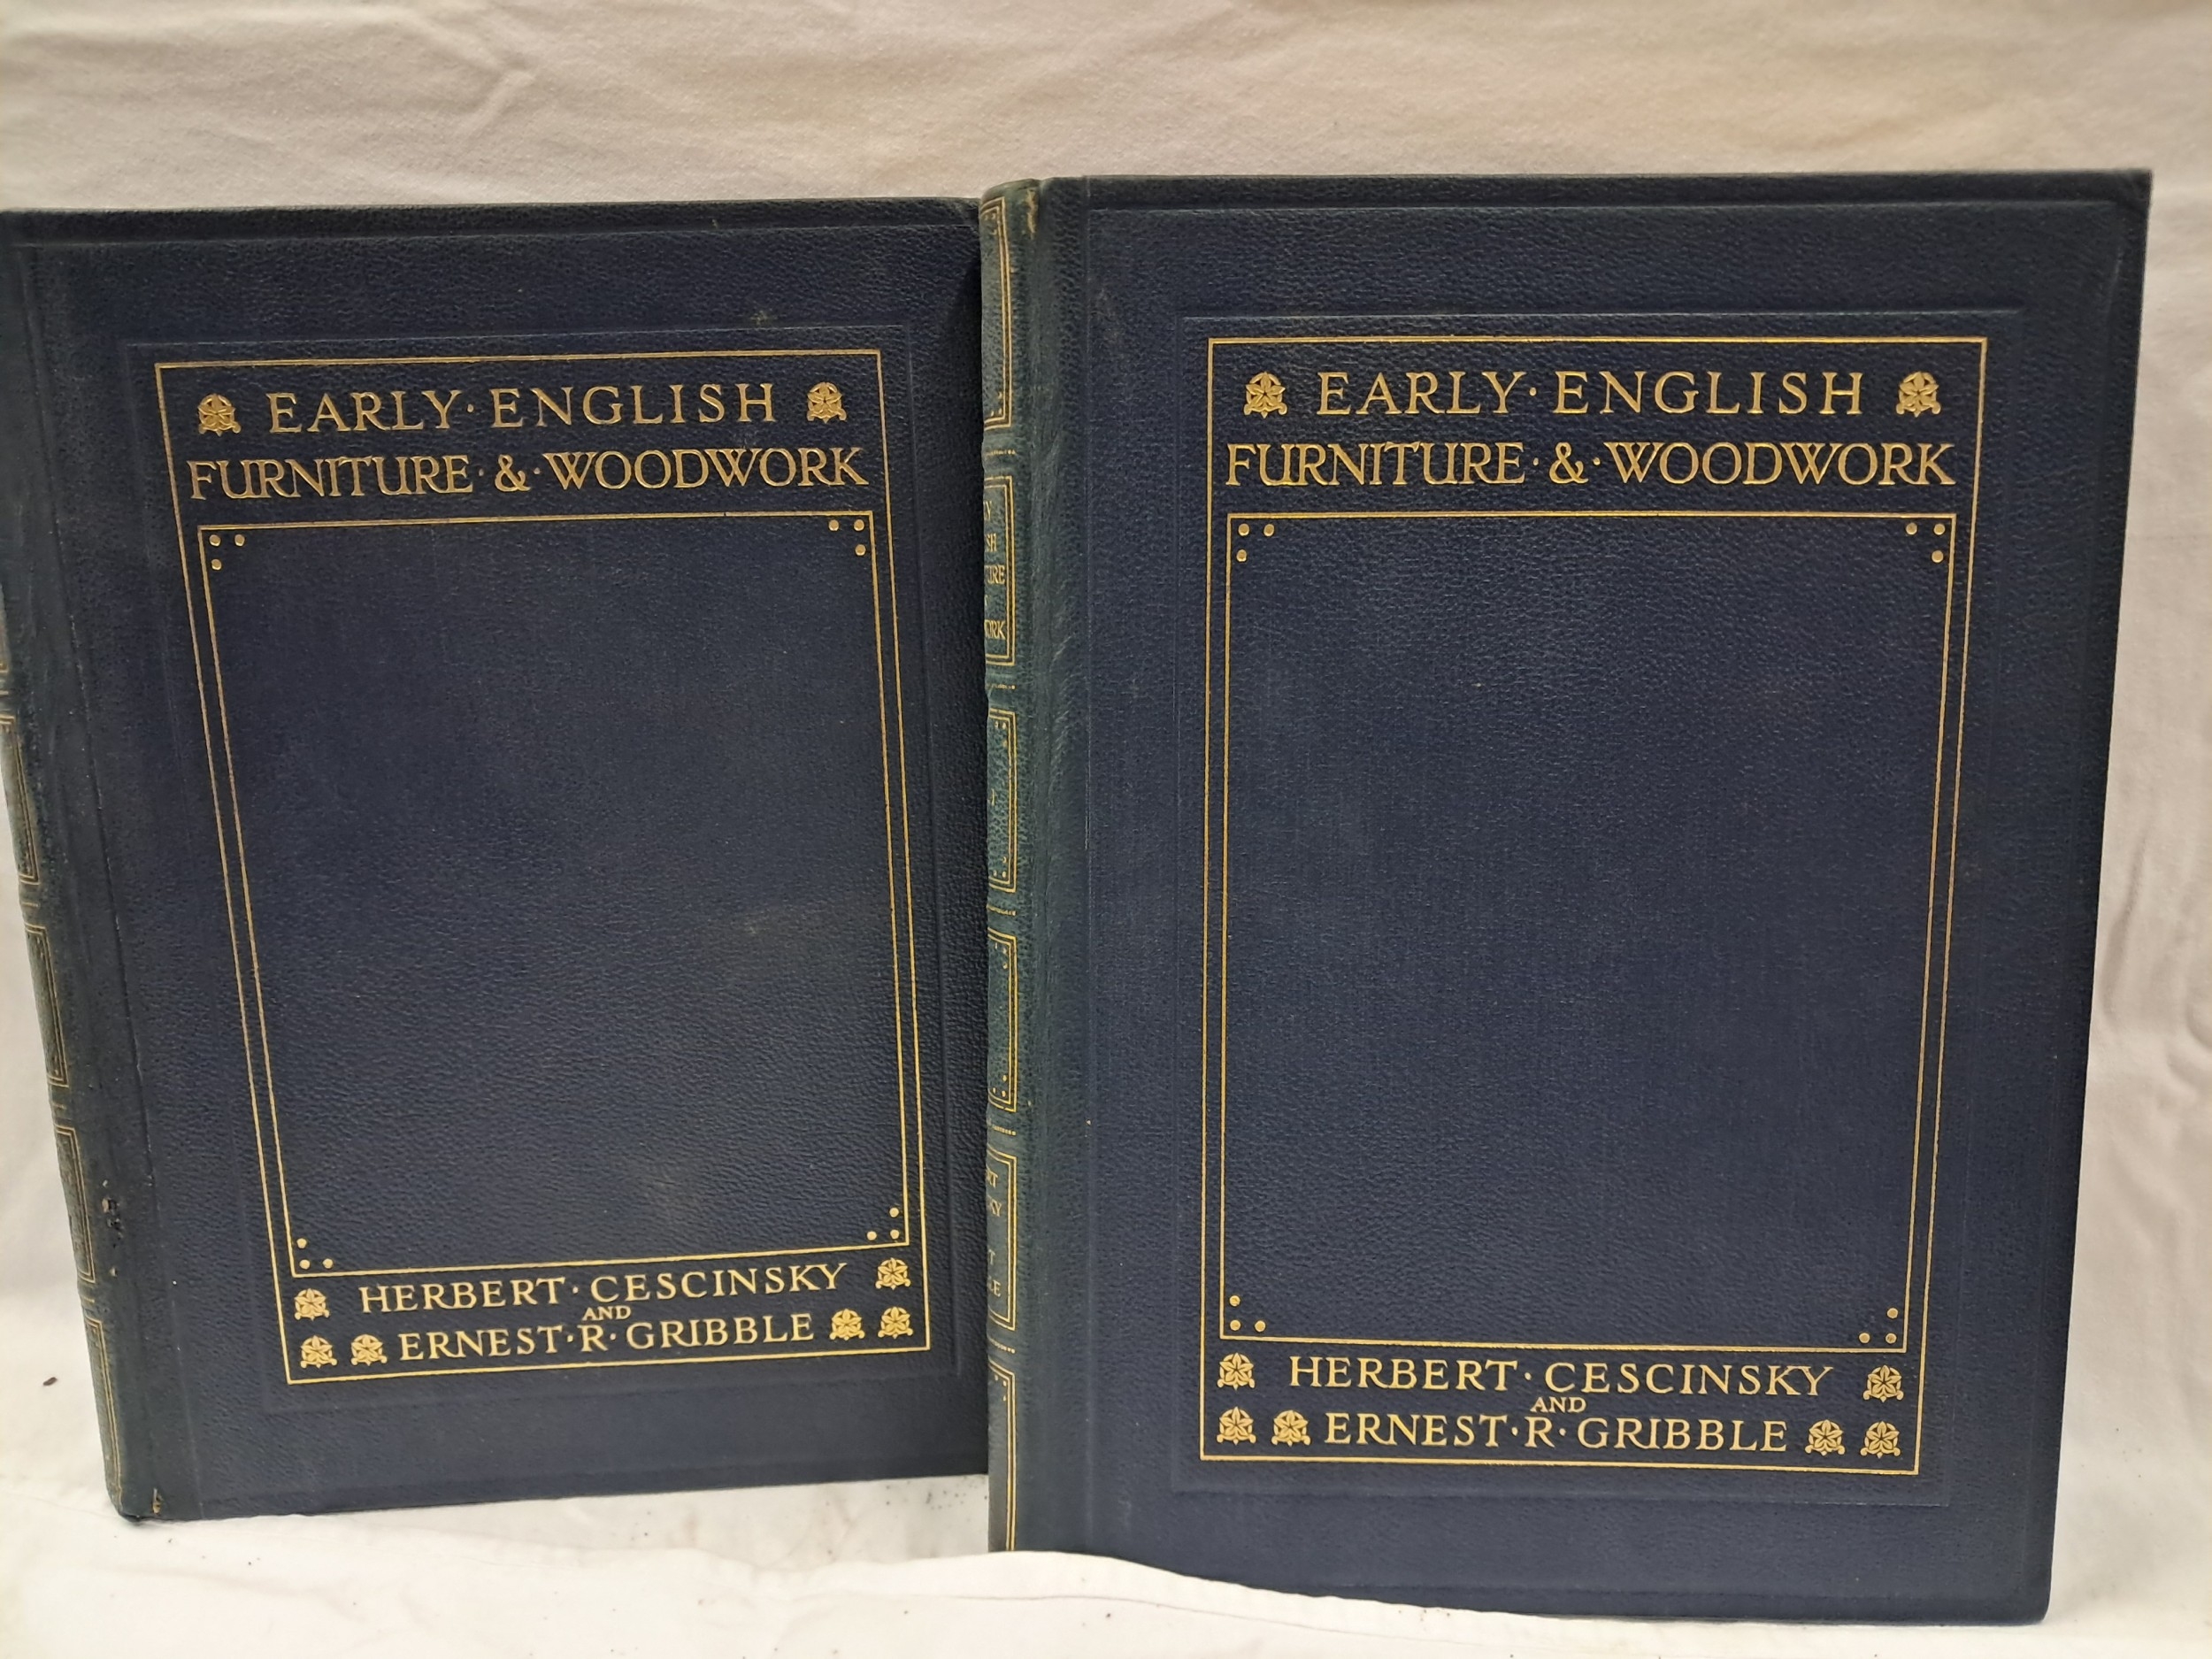 EARLY·ENGLISH
FURNITURE·&·WOODWORK
HERBERT·CESCINSKY
AND
ERNEST·R·GRIBBLE
EARLY·ENGLISH
FURNITURE·&·WOODWORK
HERBERT·CESCINSKY
AND
ERNEST·R·GRIBBLE